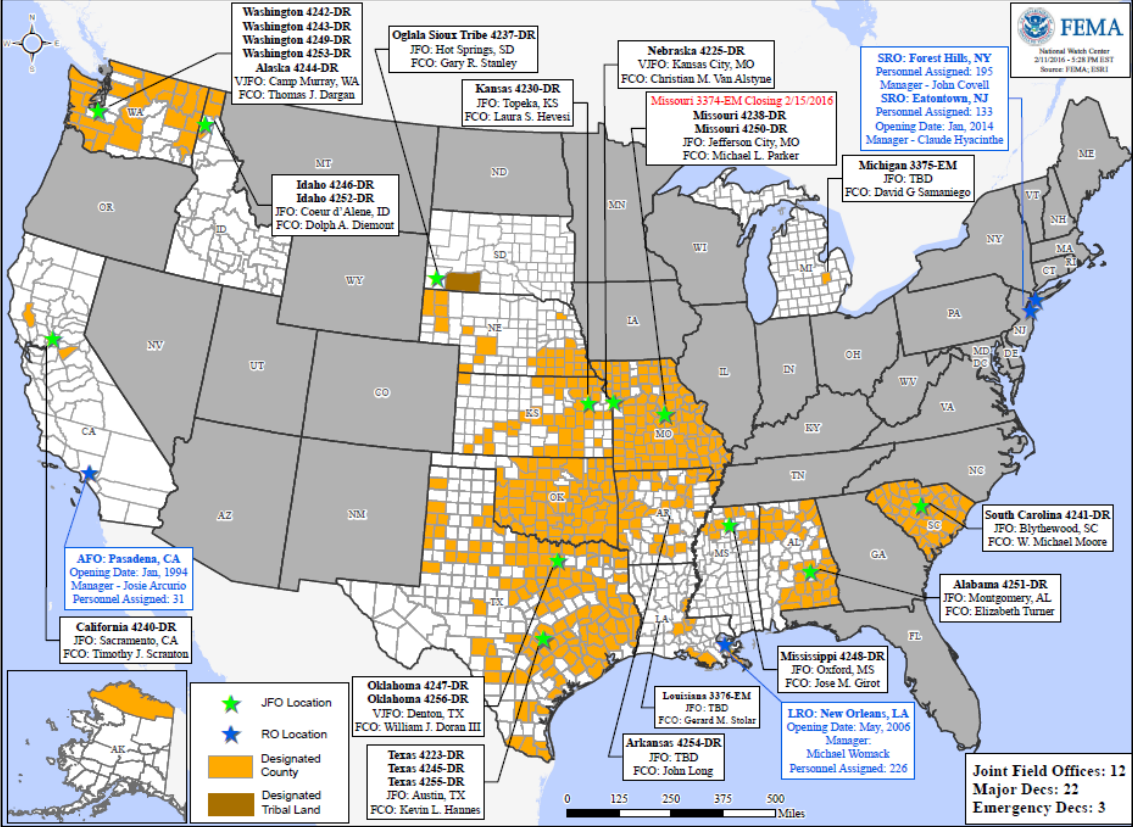 N
W
E
S
Washington 4242-DR
Washington 4243-DR
Washington 4249-DR
Washington 4253-DR
Alaska 4244-DR
VJFO: Camp Murray, WA
FCO: Thomas J. Dargan
Oglala Sioux Tribe 4237-DR
JFO: Hot Springs, SD
FCO: Gary R. Stanley
Kansas 4230-DR
JFO: Topeka, KS
FCO: Laura S. Hevesi
Nebraska 4225-DR
VJFO: Kansas City, MO
FCO: Christian M. Van Alstyne
Missouri 3374-EM Closing 2/15/2016
Missouri 4238-DR
Missouri 4250-DR
JFO: Jefferson City, MO
FCO: Michael L. Parker
SRO: Forest Hills, NY
Personnel Assigned: 195
Manager - John Covell
SRO: Eatontown, NJ
Personnel Assigned: 133
Opening Date: Jan, 2014
Manager - Claude Hyacinthe
FEMA
National Watch Center
2/11/2016 - 5:28 PM EST
Source: FEMA; ESRI
Michigan 3375-EM
JFO: TBD
FCO: David G Samaniego
Idaho 4246-DR
Idaho 4252-DR
JFO: Coeur d'Alene, ID
FCO: Dolph A. Diemont
WA
MT
ND
MN
ME
OR
ID
SD
WI
MI
VT
NH
NY
MA
RI
CT
WY
NE
IA
PA
NJ
NV
UT
CO
IL
IN
OH
MD
DC
DE
WV
VA
CA
KS
MO
KY
AZ
NM
OK
AR
TN
NC
SC
TX
LA
MS
AL
GA
FL
AK
South Carolina 4241-DR
JFO: Blythewood, SC
FCO: W. Michael Moore
Alabama 4251-DR
JFO: Montgomery, AL
FCO: Elizabeth Turner
AFO: Pasadena, CA
Opening Date: Jan, 1994
Manager - Josie Arcurio
Personnel Assigned: 31
California 4240-DR
JFO: Sacramento, CA
FCO: Timothy J. Scranton
Mississippi 4248-DR
JFO: Oxford, MS
FCO: Jose M. Girot
Louisiana 3376-EM
JFO: TBD
FCO: Gerard M. Stolar
LRO: New Orleans, LA
Opening Date: May, 2006
Manager:
Michael Womack
Personnel Assigned: 226
Arkansas 4254-DR
JFO: TBD
FCO: John Long
Oklahoma 4247-DR
Oklahoma 4256-DR
VJFO: Denton, TX
FCO: William J. Doran III
Texas 4223-DR
Texas 4245-DR
Texas 4255-DR
JFO: Austin, TX
FCO: Kevin L. Hannes
JFO Location
RO Location
Designated
County
Designated
Tribal Land
0 125 250 375 500
Miles
Joint Field Offices: 12
Major Decs: 22
Emergency Decs: 3